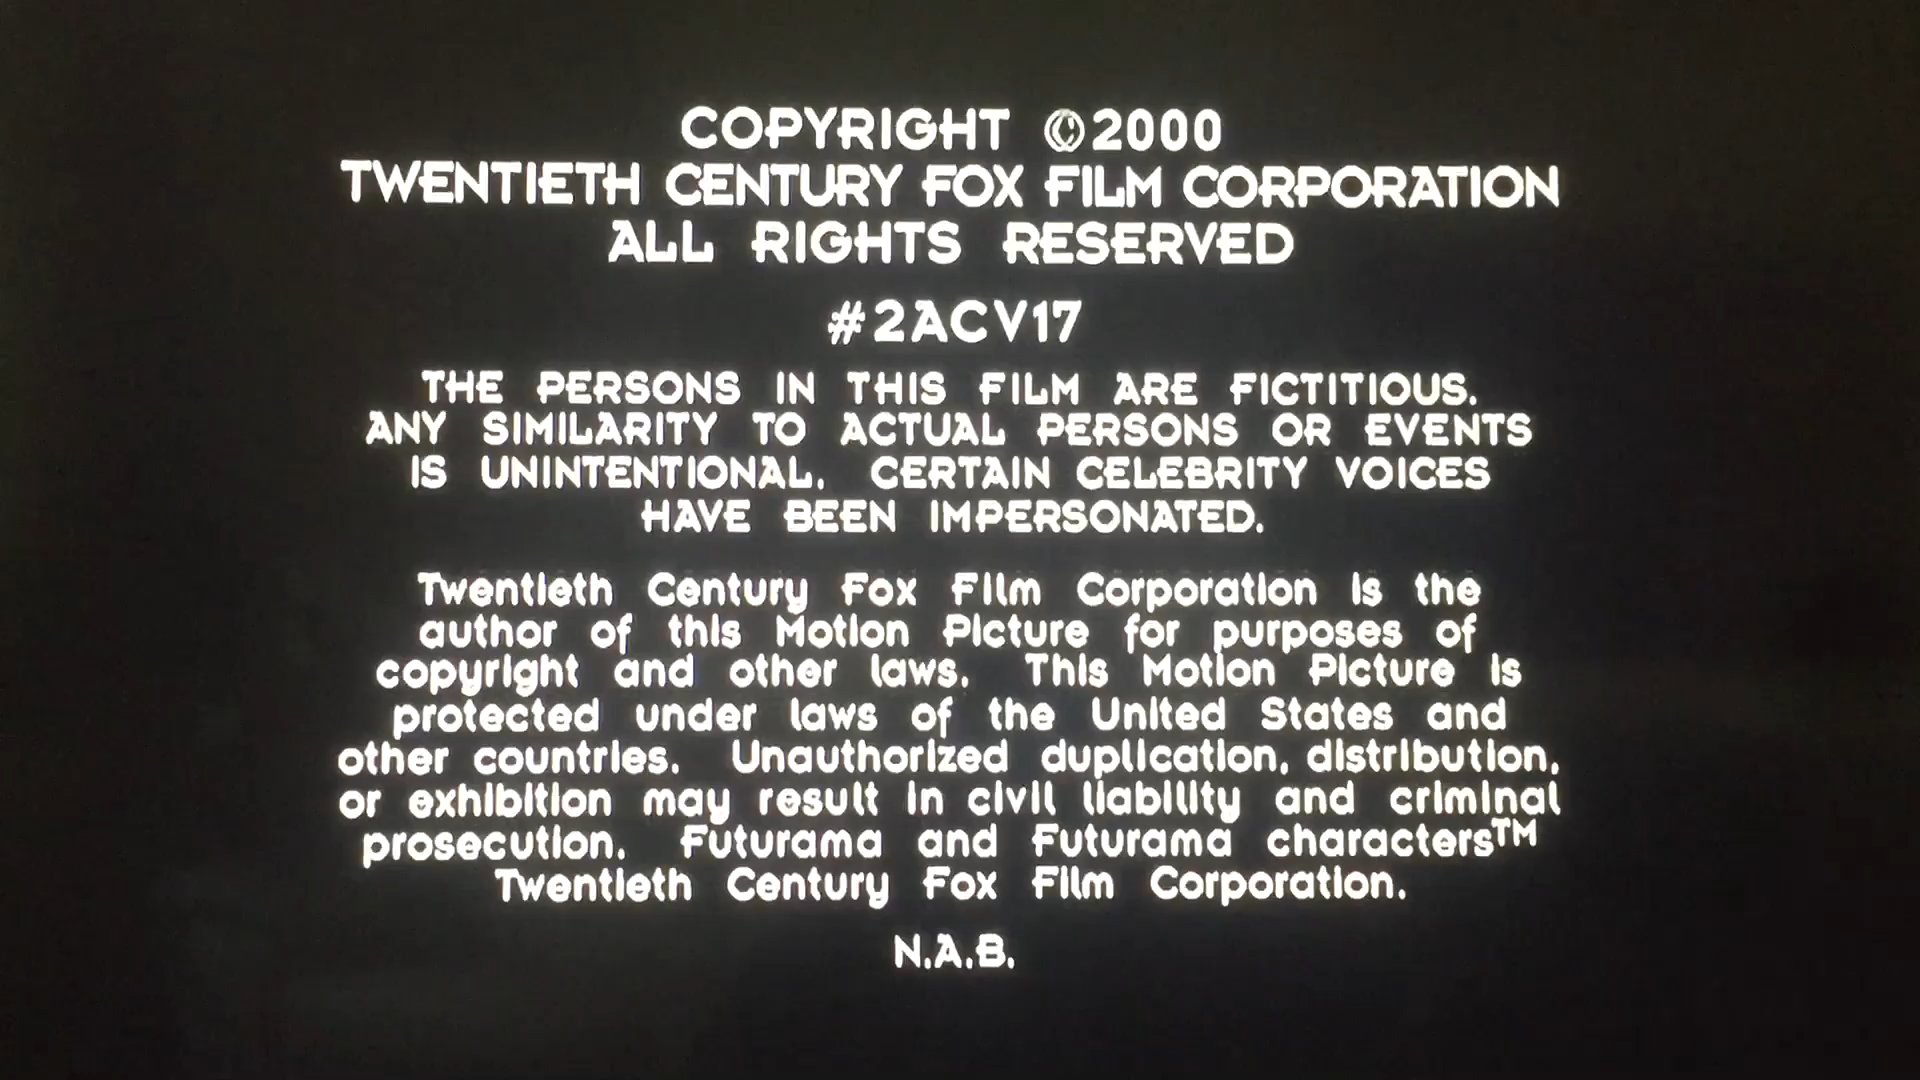 COPYRIGHT ©2000
TWENTIETH CENTURY FOX FILM CORPORATION
ALL RIGHTS RESERVED
#2ACV17
THE PERSONS IN THIS FILM ARE FICTITIOUS.
ANY SIMILARITY TO ACTUAL PERSONS OR EVENTS
IS UNINTENTIONAL. CERTAIN CELEBRITY VOICES
HAVE BEEN IMPERSONATED.
Twentieth Century Fox Film Corporation is the
author of this Motion Picture for purposes of
copyright and other laws. This Motion Picture is
protected under laws of the United States and
other countries. Unauthorized duplication, distribution,
or exhibition may result in civil liability and criminal
prosecution. Futurama and Futurama characters™
Twentieth Century Fox Film Corporation.
N.A.B.